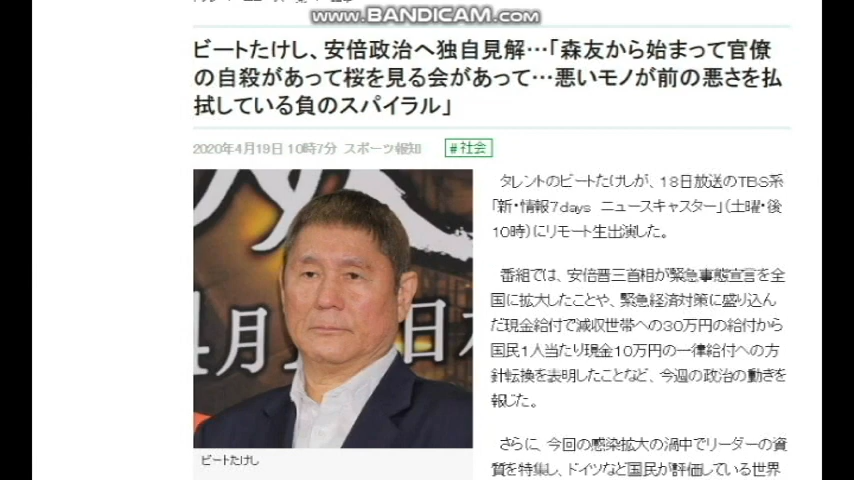 www.BANDICAM.com
ビートたけし、安倍政治へ独自見解…「森友から始まって官僚
の自殺があって桜を見る会があって…悪いモノが前の悪さを払
拭している負のスパイラル」
2020年4月19日 10時7分 スポーツ報知 #社会
タレントのビートたけしが、18日放送のTBS系
「新・情報7days ニュースキャスター」(土曜・後
10時)にリモート生出演した。
番組では、安倍晋三首相が緊急事態宣言を全
国に拡大したことや、緊急経済対策に盛り込ん
だ現金給付で減収世帯への30万円の給付から
国民1人当たり現金10万円の一律給付への方
針転換を表明したことなど、今週の政治の動きを
報じた。
さらに、今回の感染拡大の渦中でリーダーの資
質を特集し、ドイツなど国民が評価している世界
月
日
ビートたけし